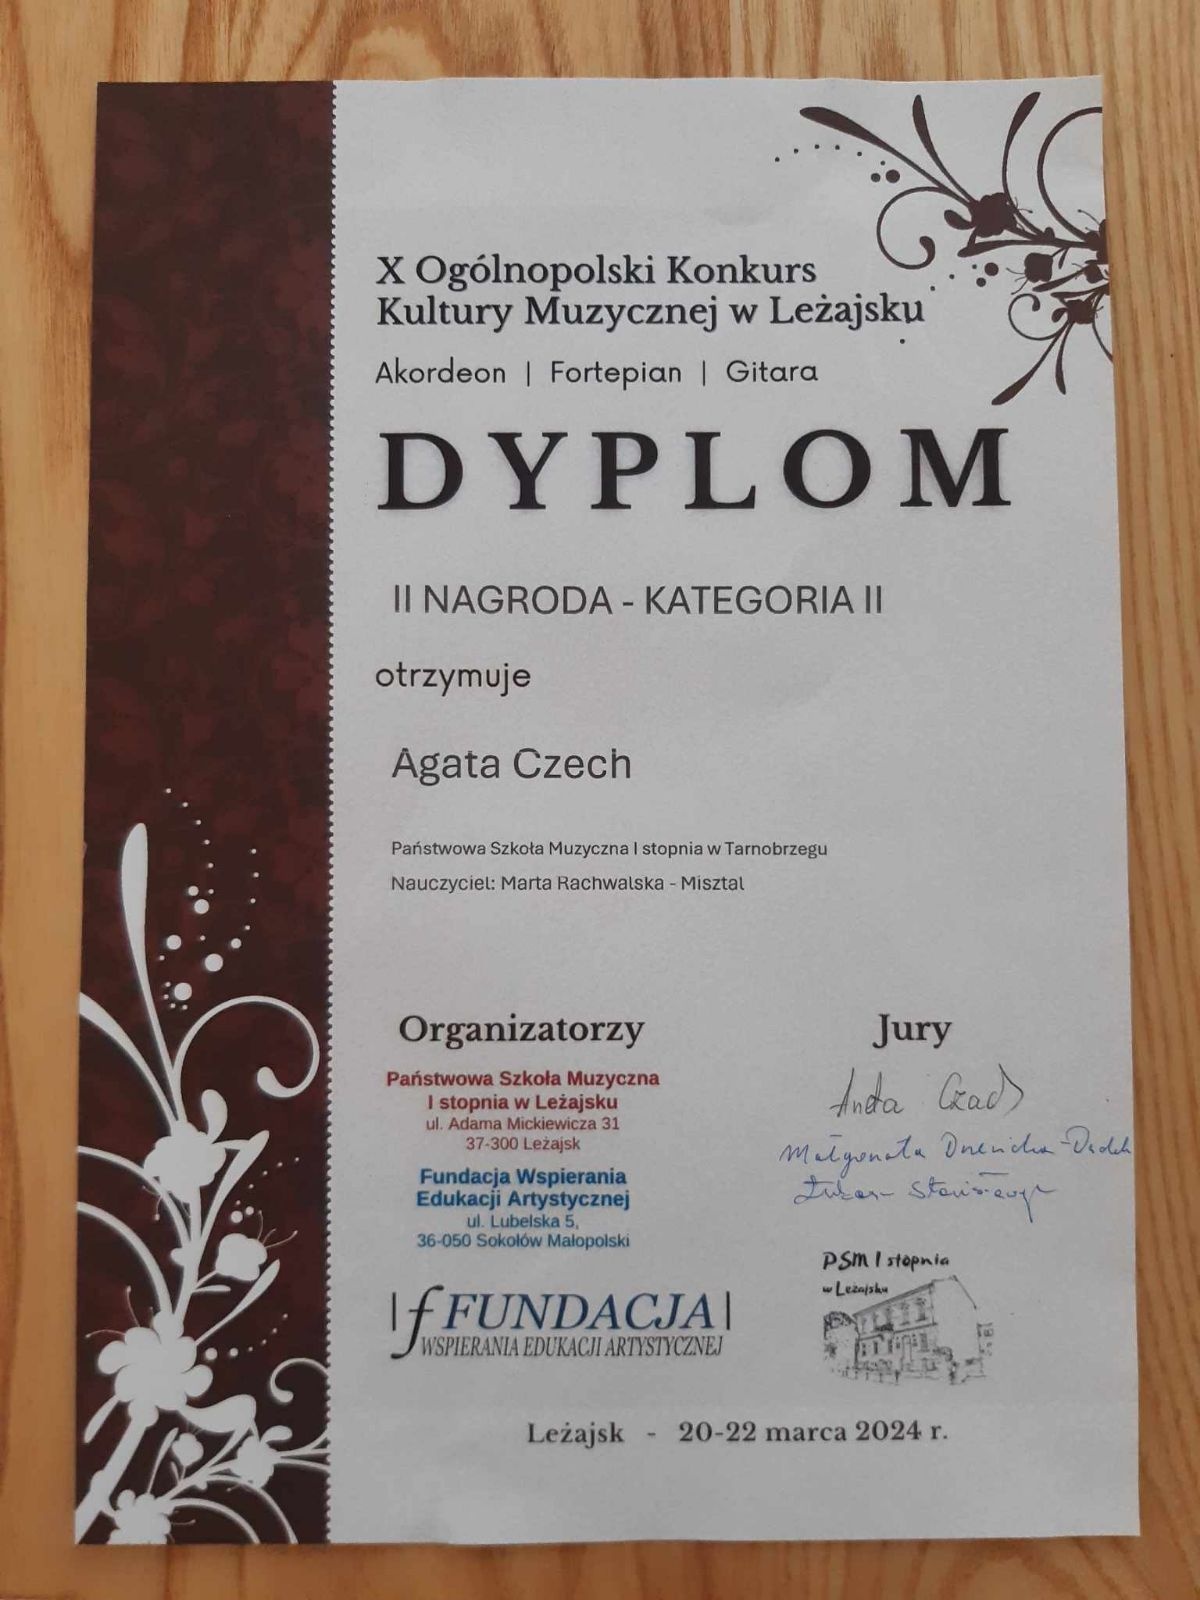 X Ogólnopolski Konkurs
Kultury Muzycznej w Leżajsku
Akordeon | Fortepian | Gitara
DYPLOM
II NAGRODA - KATEGORIA II
otrzymuje
Agata Czech
Państwowa Szkoła Muzyczna I stopnia w Tarnobrzegu
Nauczyciel: Marta Rachwalska - Misztal
Organizatorzy
Państwowa Szkoła Muzyczna
I stopnia w Leżajsku
ul. Adama Mickiewicza 31
37-300 Leżajsk
Fundacja Wspierania
Edukacji Artystycznej
ul. Lubelska 5,
36-050 Sokołów Małopolski
f FUNDACJA
WSPIERANIA EDUKACJI ARTYSTYCZNEJ
Jury
Aneta
Małgorzata
PSM I stopnia
w Leżajsku
Leżajsk - 20-22 marca 2024 r.